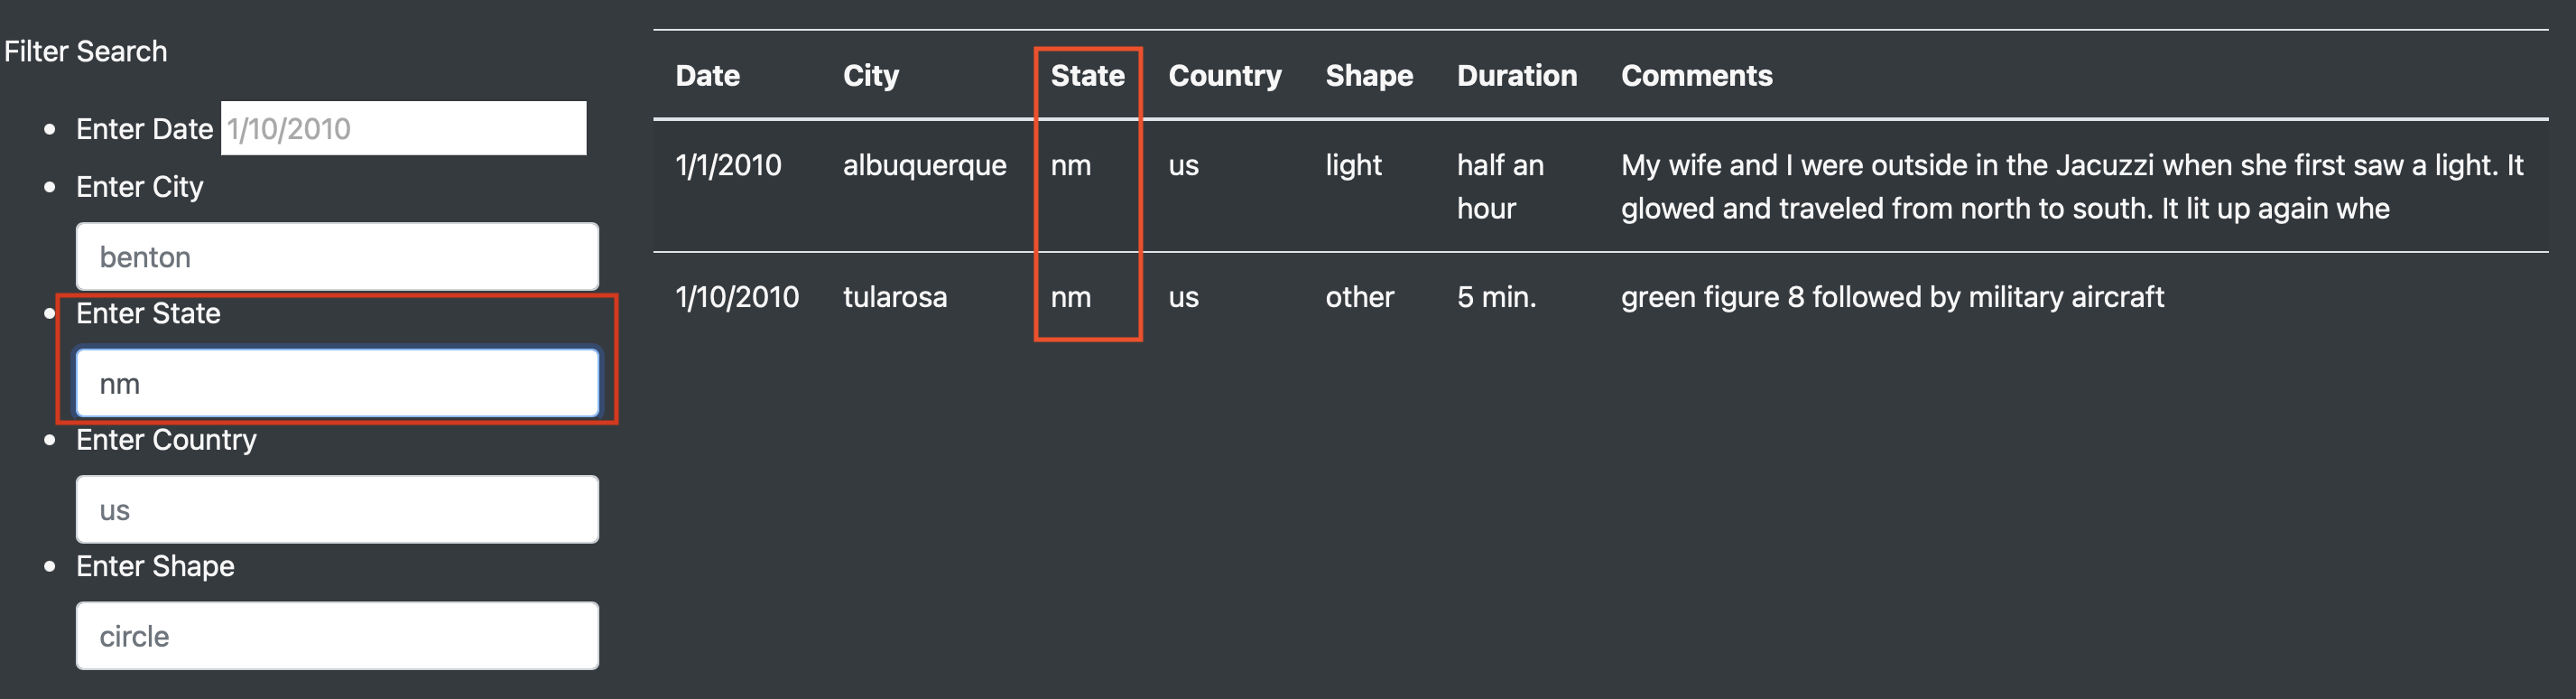 Filter Search
Enter Date 1/10/2010
Enter City
benton
Enter State
nm
Enter Country
us
Enter Shape
circle
Date City State Country Shape Duration Comments
1/1/2010 albuquerque nm us light half an My wife and I were outside in the Jacuzzi when she first saw a light. It
hour glowed and traveled from north to south. It lit up again whe
1/10/2010 tularosa nm us other 5 min. green figure 8 followed by military aircraft